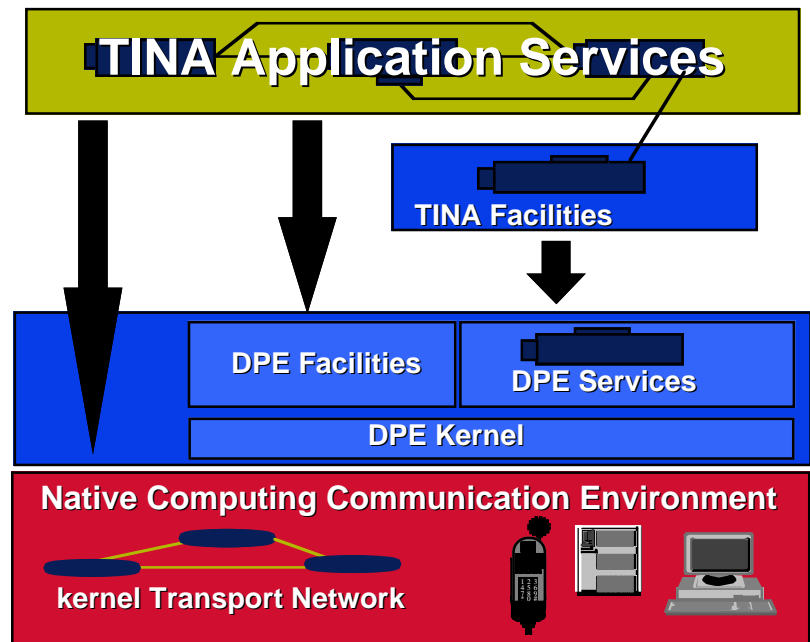 TINA Application Services
TINA Facilities
DPE Facilities
DPE Services
DPE Kernel
Native Computing Communication Environment
kernel Transport Network